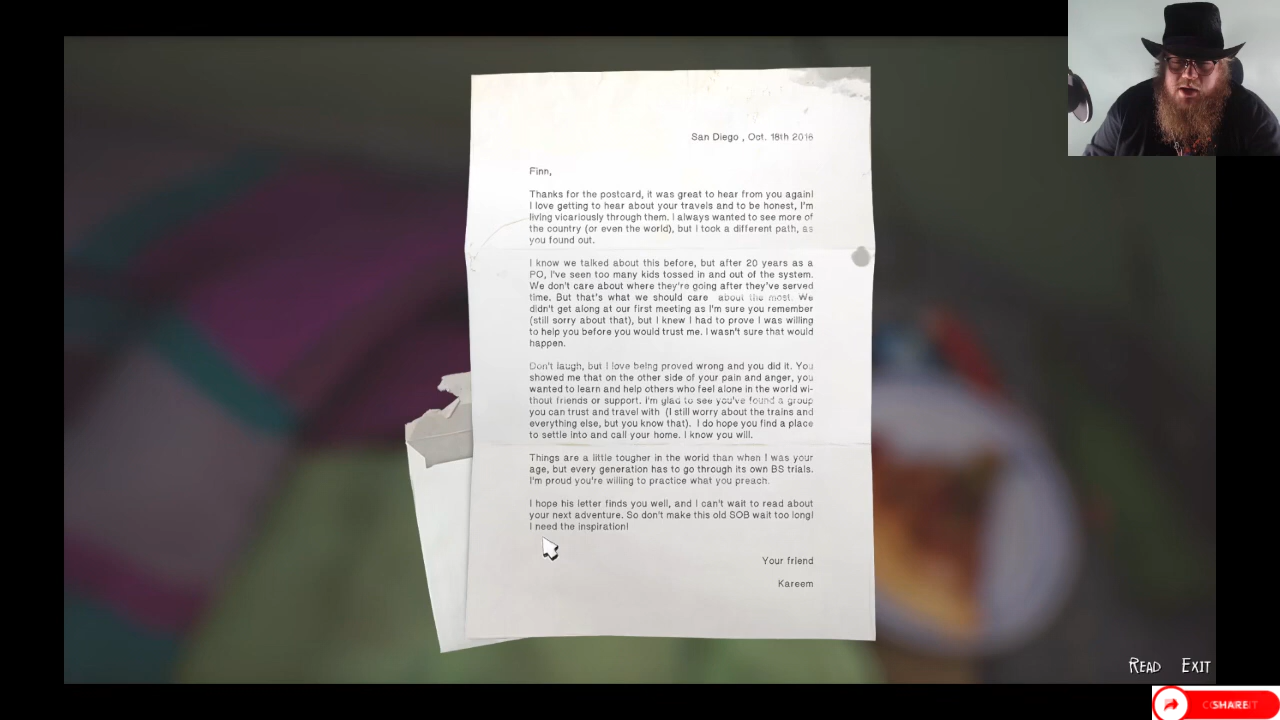 San Diego , Oct. 18th 2016
Finn,
Thanks for the postcard, it was great to hear from you again!
I love getting to hear about your travels and to be honest, I'm
living vicariously through them. I always wanted to see more of
the country (or even the world), but I took a different path, as
you found out.
I know we talked about this before, but after 20 years as a
PO, I've seen too many kids tossed in and out of the system.
We don't care about where they're going after they've served
time. But that's what we should care about the most. We
didn't get along at our first meeting as I'm sure you remember
(still sorry about that), but I knew I had to prove I was willing
to help you before you would trust me. I wasn't sure that would
happen.
Don't laugh, but I love being proved wrong and you did it. You
showed me that on the other side of your pain and anger, you
wanted to learn and help others who feel alone in the world wi-
thout friends or support. I'm glad to see you've found a group
you can trust and travel with (I still worry about the trains and
everything else, but you know that). I do hope you find a place
to settle into and call your home. I know you will.
Things are a little tougher in the world than when I was your
age, but every generation has to go through its own BS trials.
I'm proud you're willing to practice what you preach.
I hope his letter finds you well, and I can't wait to read about
your next adventure. So don't make this old SOB wait too long!
I need the inspiration!
Your friend
Kareem
READ EXIT
SHARE